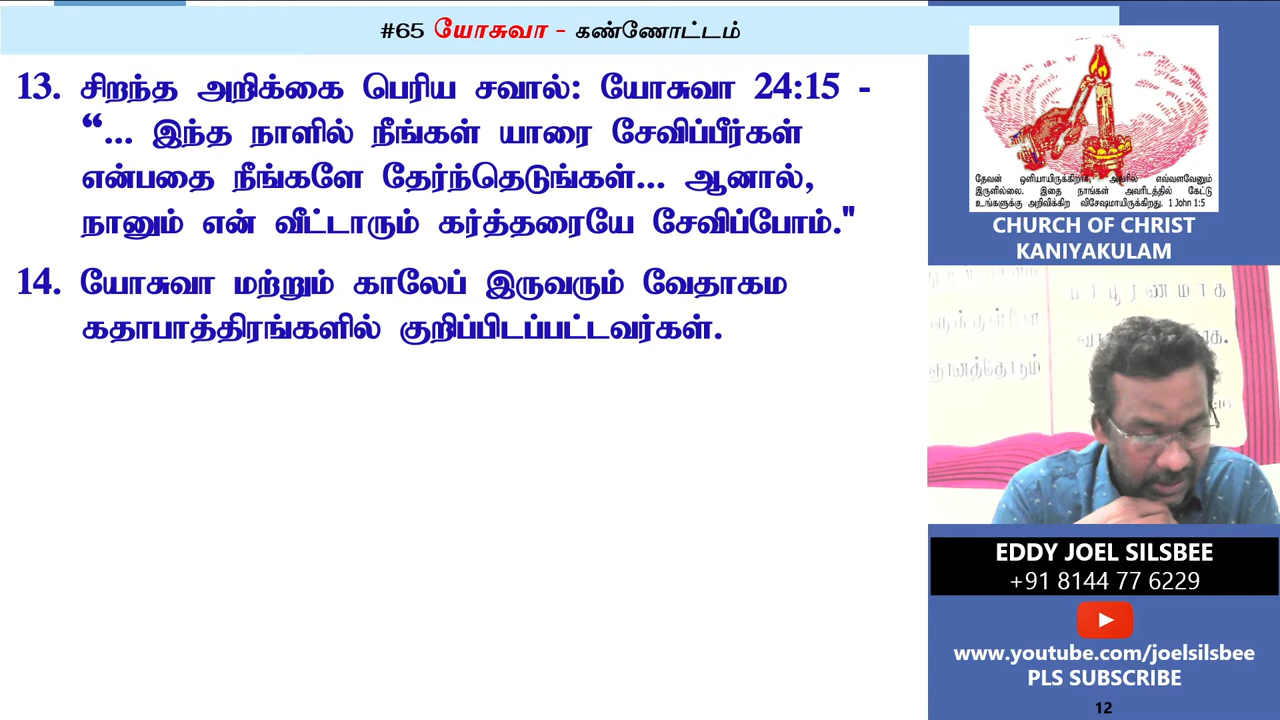 #65 யோசுவா - கண்ணோட்டம்
13. சிறந்த அறிக்கை பெரிய சவால்: யோசுவா 24:15 -
“... இந்த நாளில் நீங்கள் யாரை சேவிப்பீர்கள்
என்பதை நீங்களே தேர்ந்தெடுங்கள்... ஆனால்,
நானும் என் வீட்டாரும் கர்த்தரையே சேவிப்போம்."
14. யோசுவா மற்றும் காலேப் இருவரும் வேதாகம
கதாபாத்திரங்களில் குறிப்பிடப்பட்டவர்கள்.
தேவன் ஒளியாயிருக்கிறார், அவரில் எவ்வளவேனும்
இருளில்லை. இதை நாங்கள் அவரிடத்தில் கேட்டு
உங்களுக்கு அறிவிக்கிற விசேஷமாயிருக்கிறது. 1 John 1:5
CHURCH OF CHRIST
KANIYAKULAM
EDDY JOEL SILSBEE
+91 8144 77 6229
www.youtube.com/joelsilsbee
PLS SUBSCRIBE
12